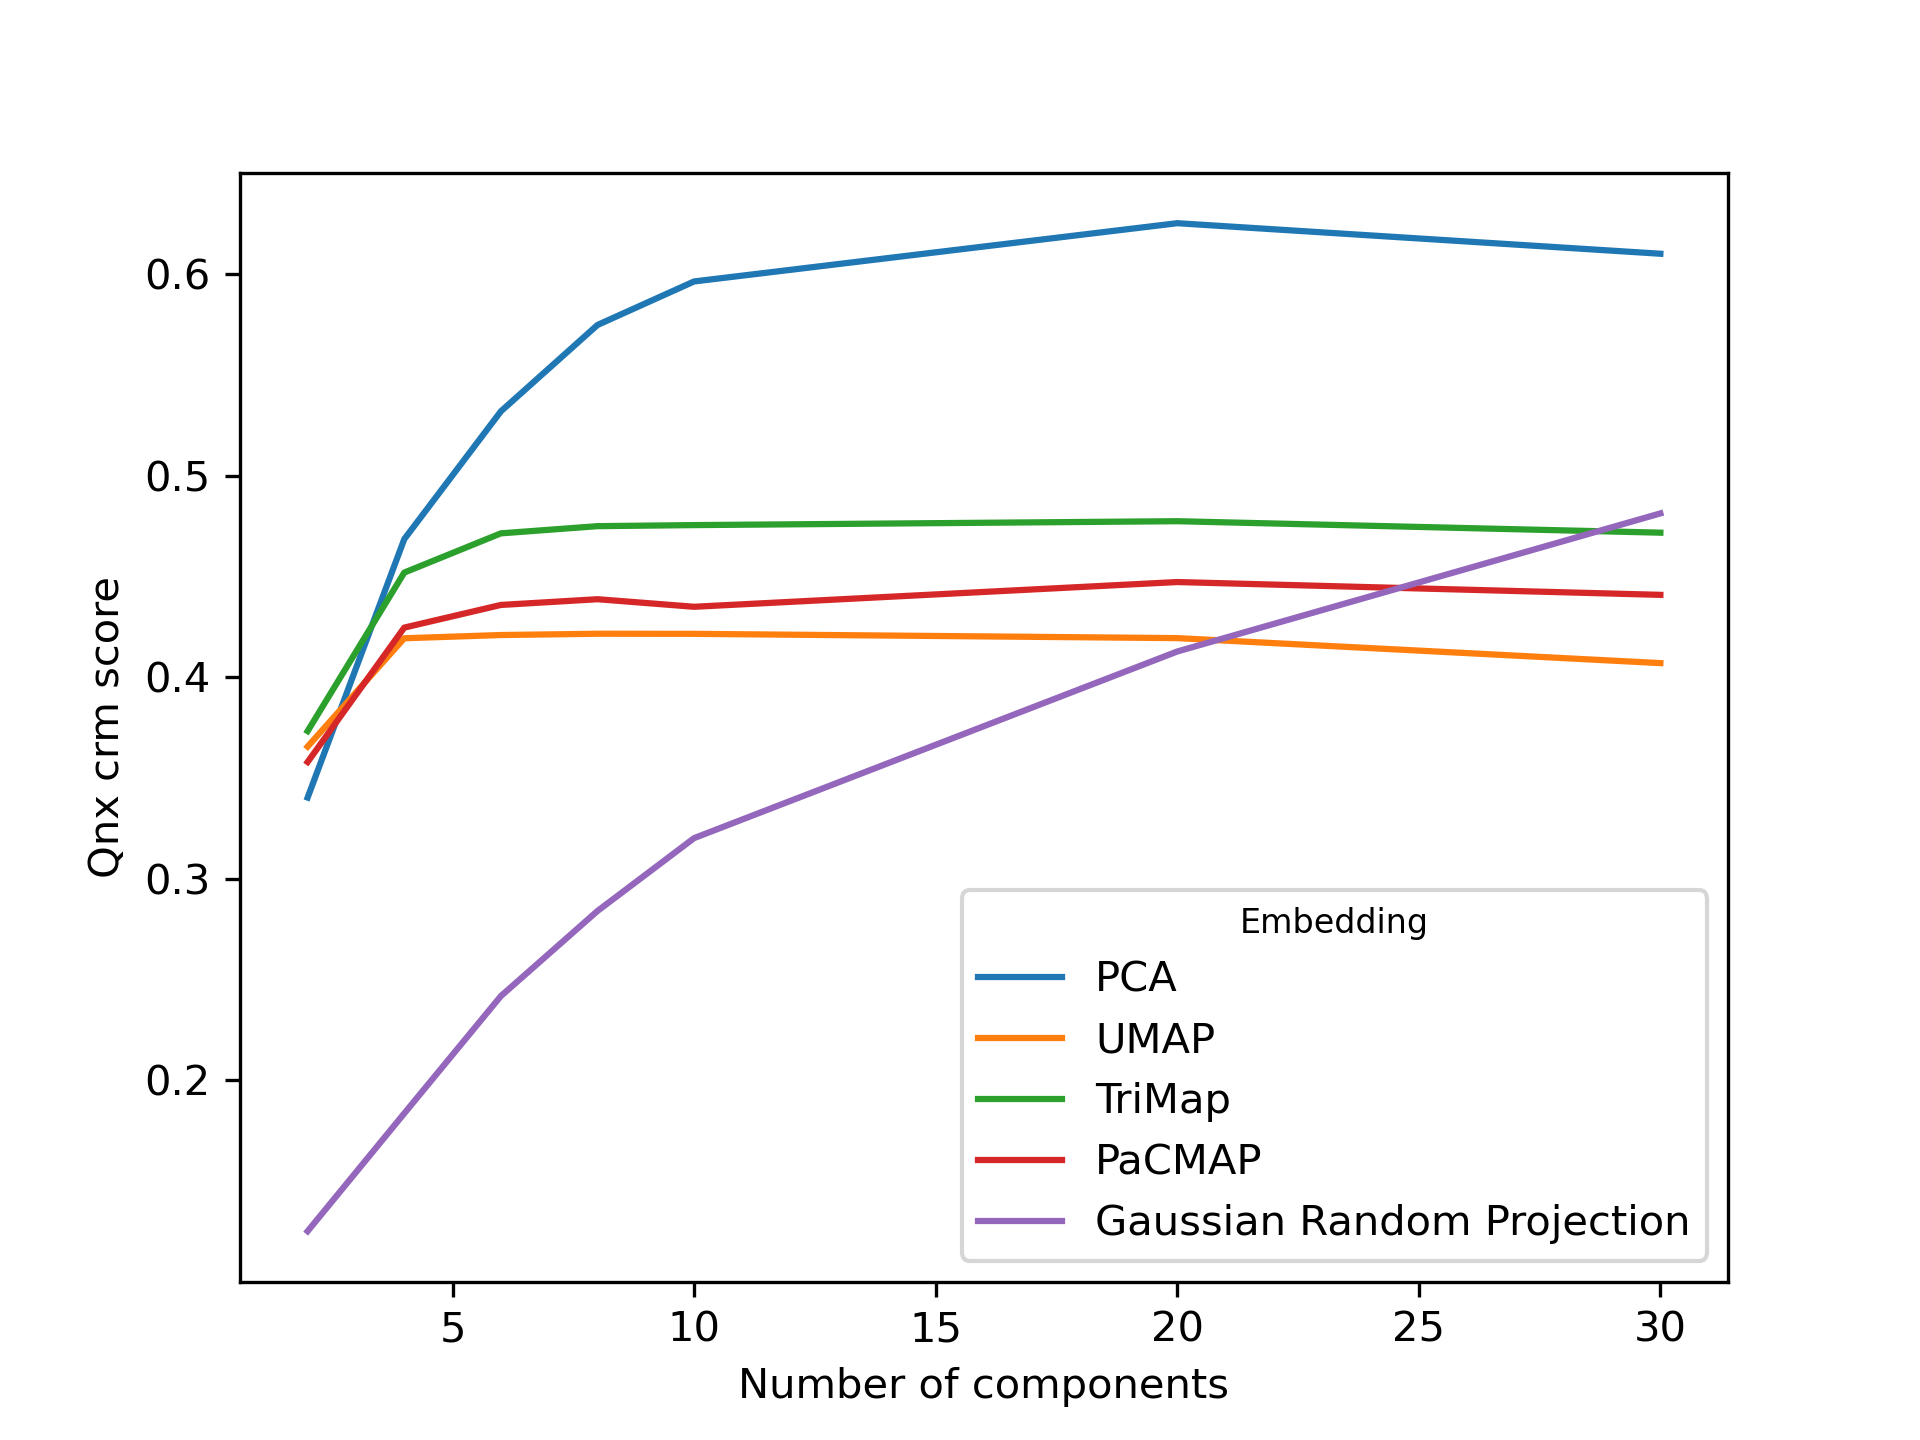 0.6
0.5
0.4
0.3
0.2
Qnx crm score
Embedding
PCA
UMAP
TriMap
PaCMAP
Gaussian Random Projection
5 10 15 20 25 30
Number of components